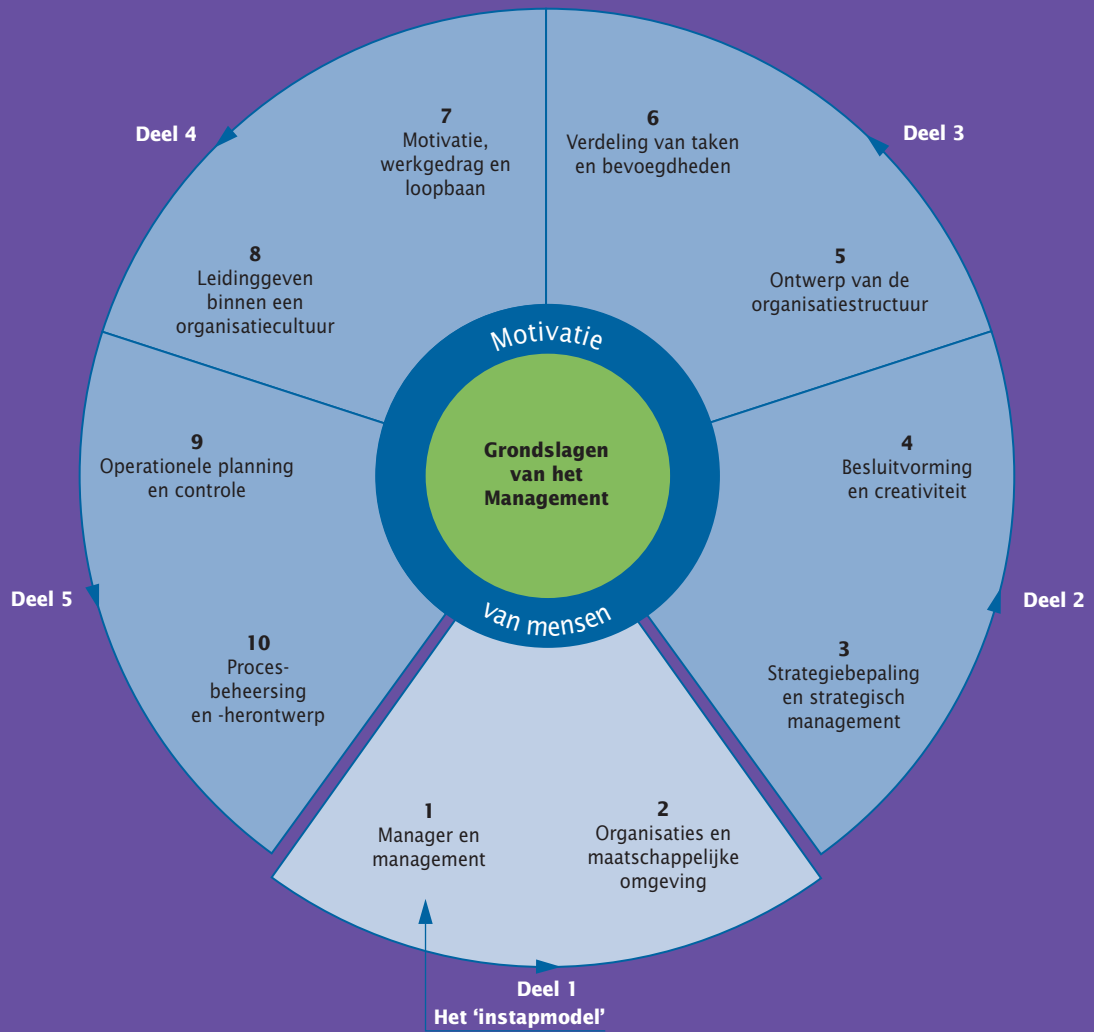 Deel 4
7
Motivatie,
werkgedrag en
loopbaan
6
Verdeling van taken
en bevoegdheden
Deel 3
8
Leidinggeven
binnen een
organisatiecultuur
5
Ontwerp van de
organisatiestructuur
Motivatie
van mensen
Grondslagen
van het
Management
9
Operationele planning
en controle
4
Besluitvorming
en creativiteit
Deel 5
Deel 2
10
Proces-
beheersing
en -herontwerp
3
Strategiebepaling
en strategisch
management
1
Manager en
management
2
Organisaties en
maatschappelijke
omgeving
Deel 1
Het ‘instapmodel’